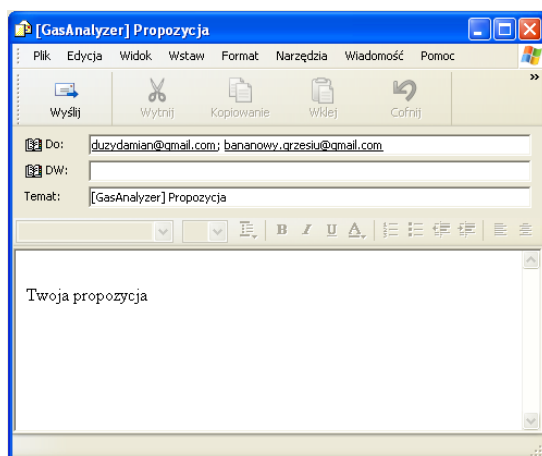 [GasAnalyzer] Propozycja
Plik Edycja Widok Wstaw Format Narzędzia Wiadomość Pomoc
Wyślij Wytnij Kopiowanie Wklej Cofnij »
Do: duzydamian@gmail.com; bananowy.grzesiu@gmail.com
DW:
Temat: [GasAnalyzer] Propozycja
B I U A
Twoja propozycja